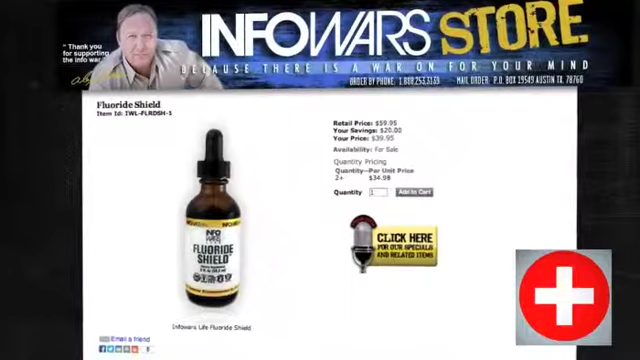 INFOWARS STORE
" Thank you
for supporting
the info war."
BECAUSE THERE IS A WAR ON FOR YOUR MIND
ORDER BY PHONE. 1.888.253.3139 MAIL ORDER: P.O. BOX 19549 AUSTIN TX. 78760
Fluoride Shield
Item Id: IWL-FLRDSH-1
Retail Price: $59.95
Your Savings: $20.00
Your Price: $39.95
Availability: For Sale
Quantity Pricing
Quantity—Per Unit Price
2+ $34.98
Quantity 1 Add to Cart
INFO
WARS
FLUORIDE
SHIELD
CLICK HERE
FOR OUR SPECIALS
AND RELATED ITEMS
Infowars Life Fluoride Shield
Email a friend